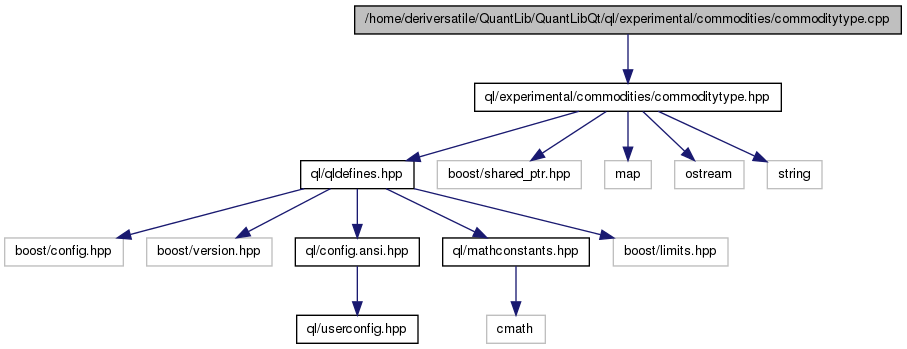 /home/deriversatile/QuantLib/QuantLibQt/ql/experimental/commodities/commoditytype.cpp
ql/experimental/commodities/commoditytype.hpp
ql/qldefines.hpp
boost/shared_ptr.hpp
map
ostream
string
boost/config.hpp
boost/version.hpp
ql/config.ansi.hpp
ql/mathconstants.hpp
boost/limits.hpp
ql/userconfig.hpp
cmath